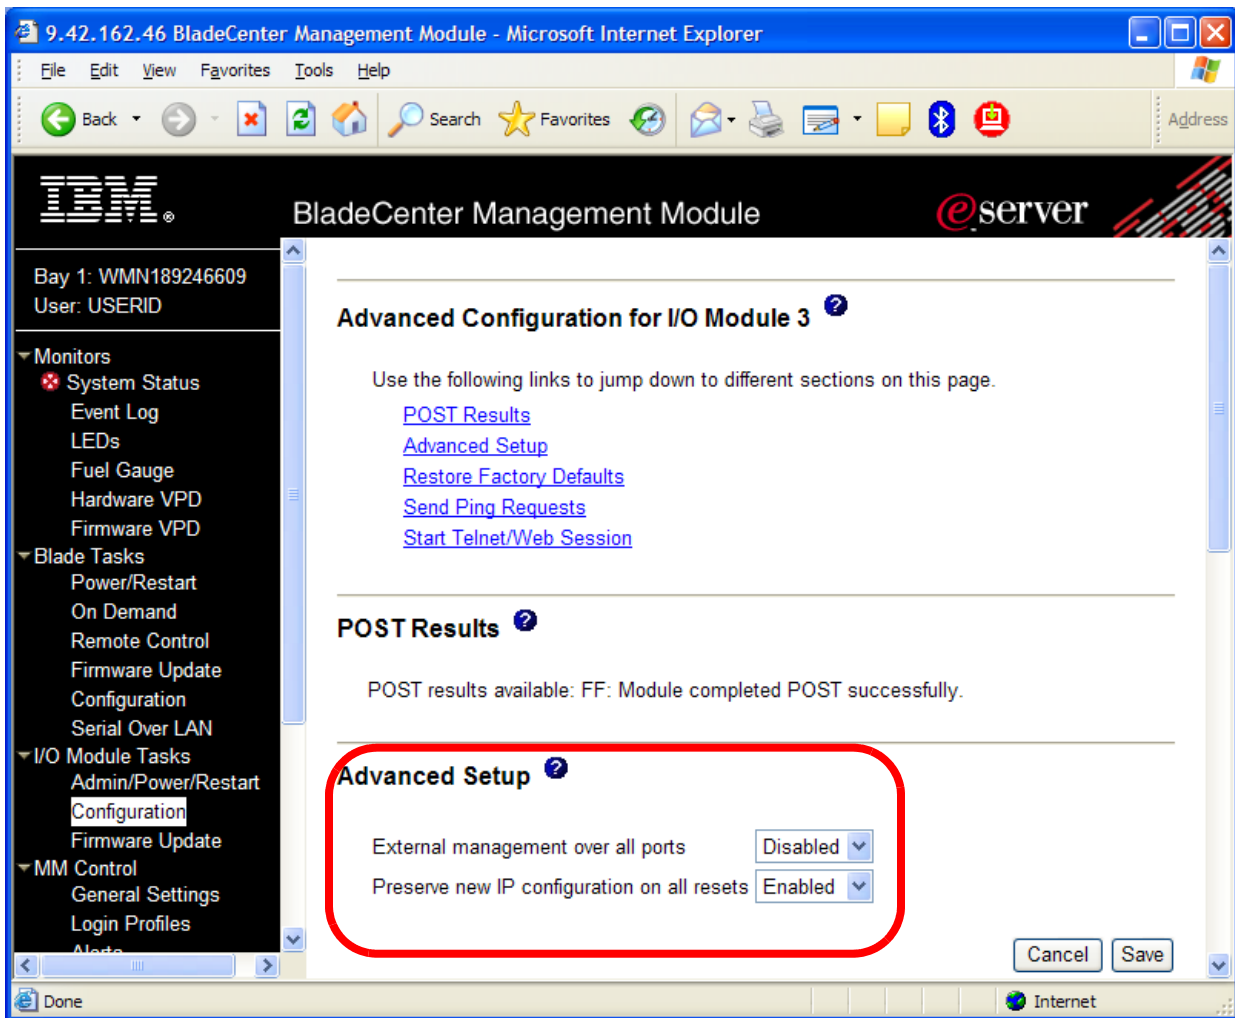 9.42.162.46 BladeCenter Management Module - Microsoft Internet Explorer
File Edit View Favorites Tools Help
Back Search Favorites Address
IBM® BladeCenter Management Module eserver
Bay 1: WMN189246609
User: USERID
Monitors
System Status
Event Log
LEDs
Fuel Gauge
Hardware VPD
Firmware VPD
Blade Tasks
Power/Restart
On Demand
Remote Control
Firmware Update
Configuration
Serial Over LAN
I/O Module Tasks
Admin/Power/Restart
Configuration
Firmware Update
MM Control
General Settings
Login Profiles
Alerts
Advanced Configuration for I/O Module 3 ?
Use the following links to jump down to different sections on this page.
POST Results
Advanced Setup
Restore Factory Defaults
Send Ping Requests
Start Telnet/Web Session
POST Results ?
POST results available: FF: Module completed POST successfully.
Advanced Setup ?
External management over all ports Disabled
Preserve new IP configuration on all resets Enabled
Cancel Save
Done Internet